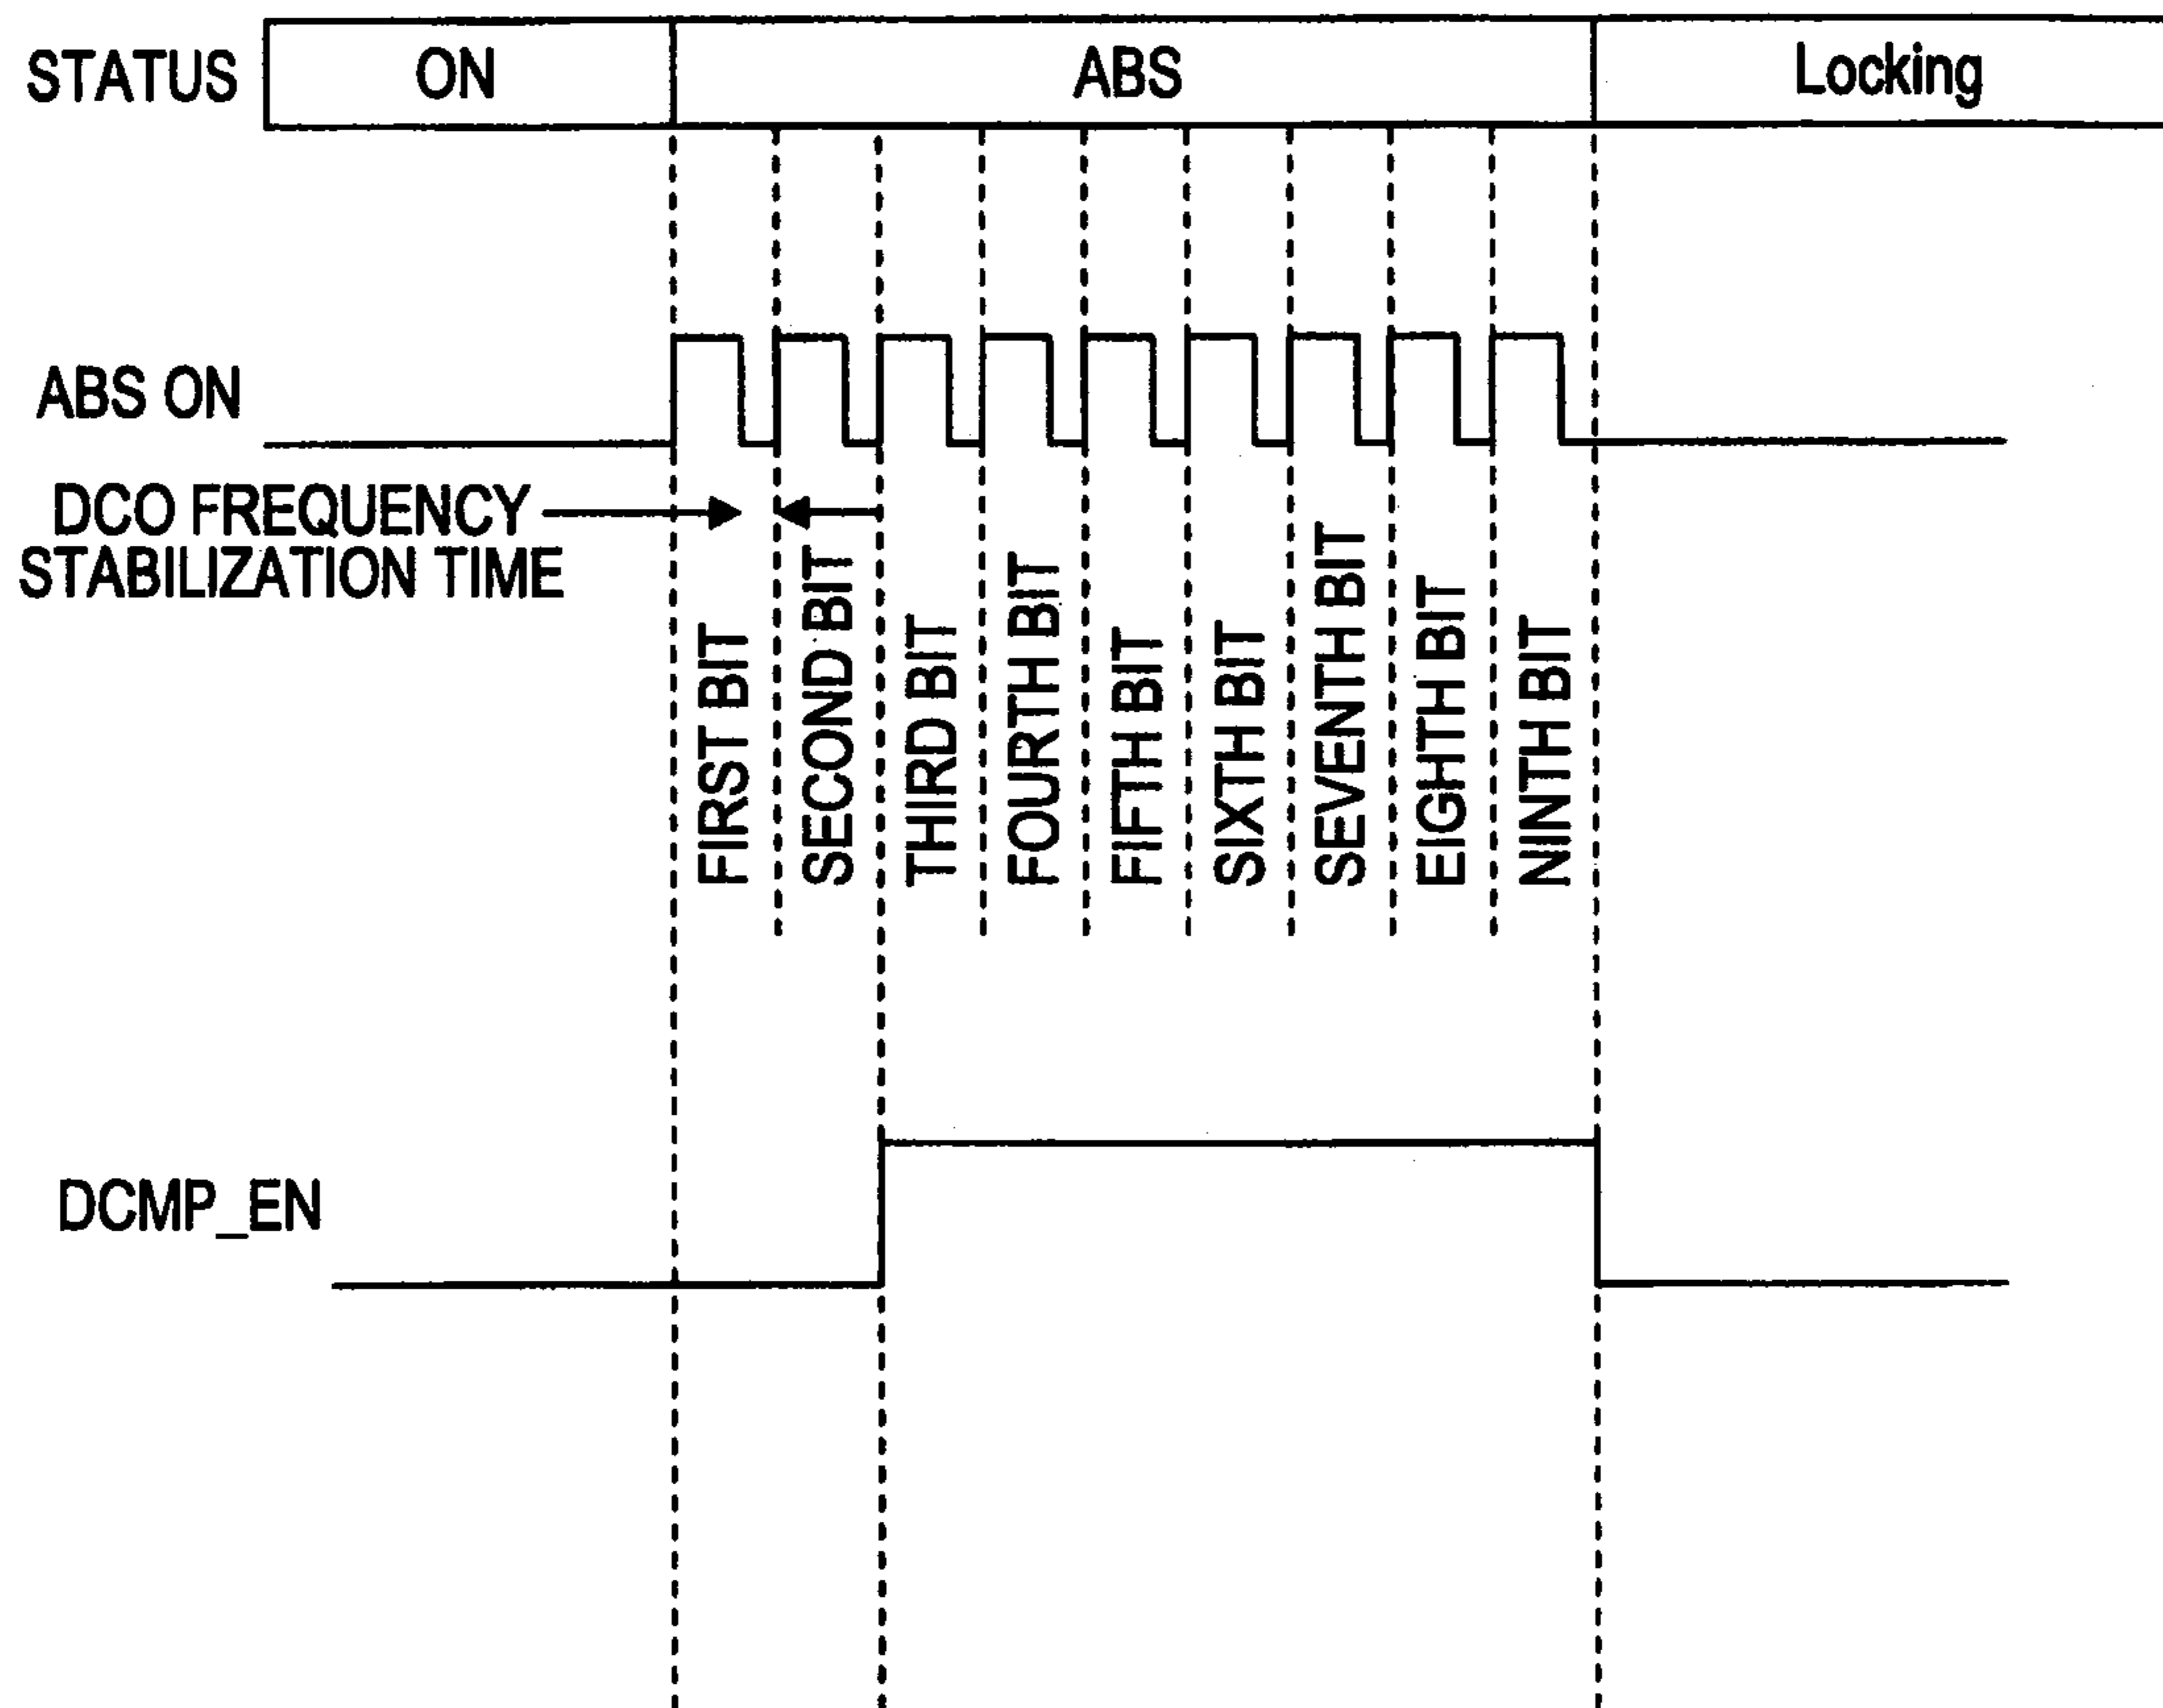 STATUS ON ABS Locking
ABS ON
DCO FREQUENCY
STABILIZATION TIME
FIRST BIT
SECOND BIT
THIRD BIT
FOURTH BIT
FIFTH BIT
SIXTH BIT
SEVENTH BIT
EIGHTH BIT
NINTH BIT
DCMP_EN